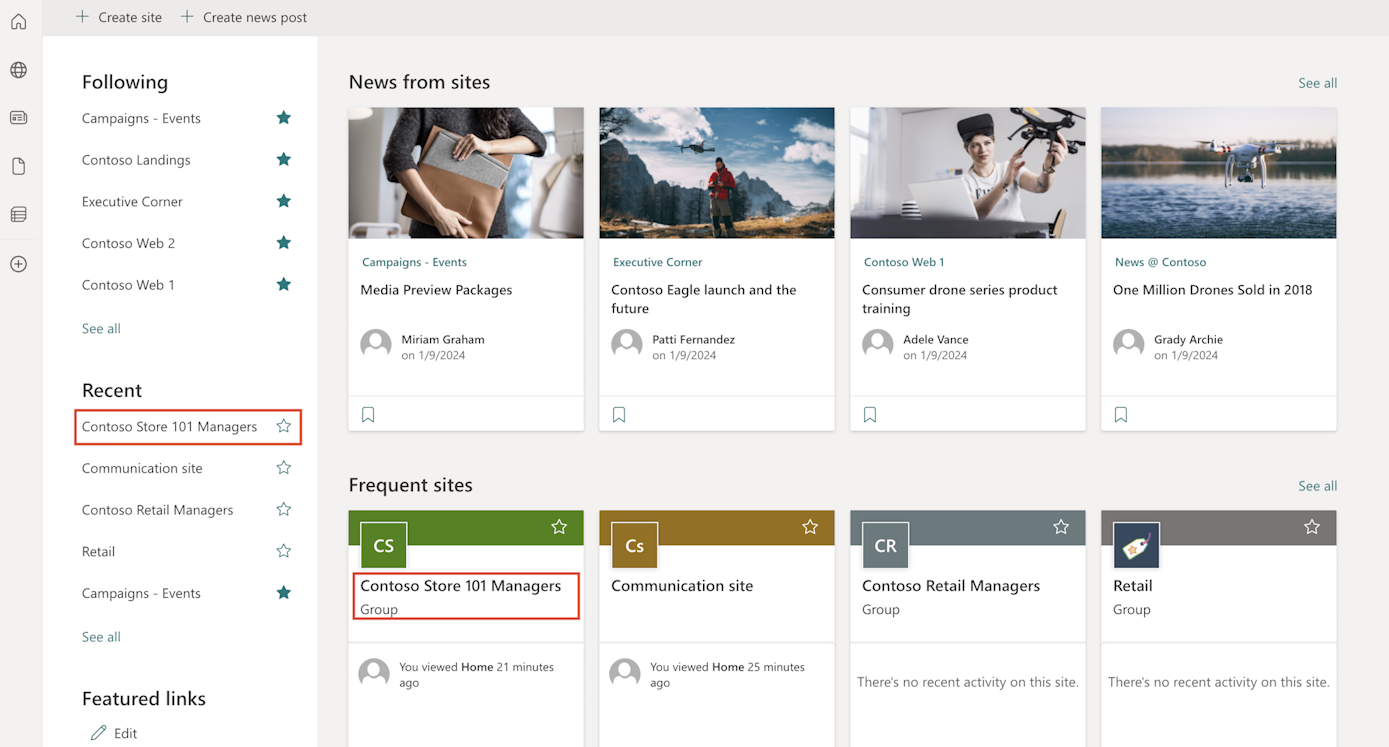 Create site
Create news post
Following
Campaigns - Events
Contoso Landings
Executive Corner
Contoso Web 2
Contoso Web 1
See all
Recent
Contoso Store 101 Managers
Communication site
Contoso Retail Managers
Retail
Campaigns - Events
See all
Featured links
Edit
News from sites
See all
Campaigns - Events
Media Preview Packages
Miriam Graham
on 1/9/2024
Executive Corner
Contoso Eagle launch and the
future
Patti Fernandez
on 1/9/2024
Contoso Web 1
Consumer drone series product
training
Adele Vance
on 1/9/2024
News @ Contoso
One Million Drones Sold in 2018
Grady Archie
on 1/9/2024
Frequent sites
See all
CS
Contoso Store 101 Managers
Group
You viewed Home 21 minutes
ago
Cs
Communication site
You viewed Home 25 minutes
ago
CR
Contoso Retail Managers
Group
There's no recent activity on this site.
Retail
Group
There's no recent activity on this site.